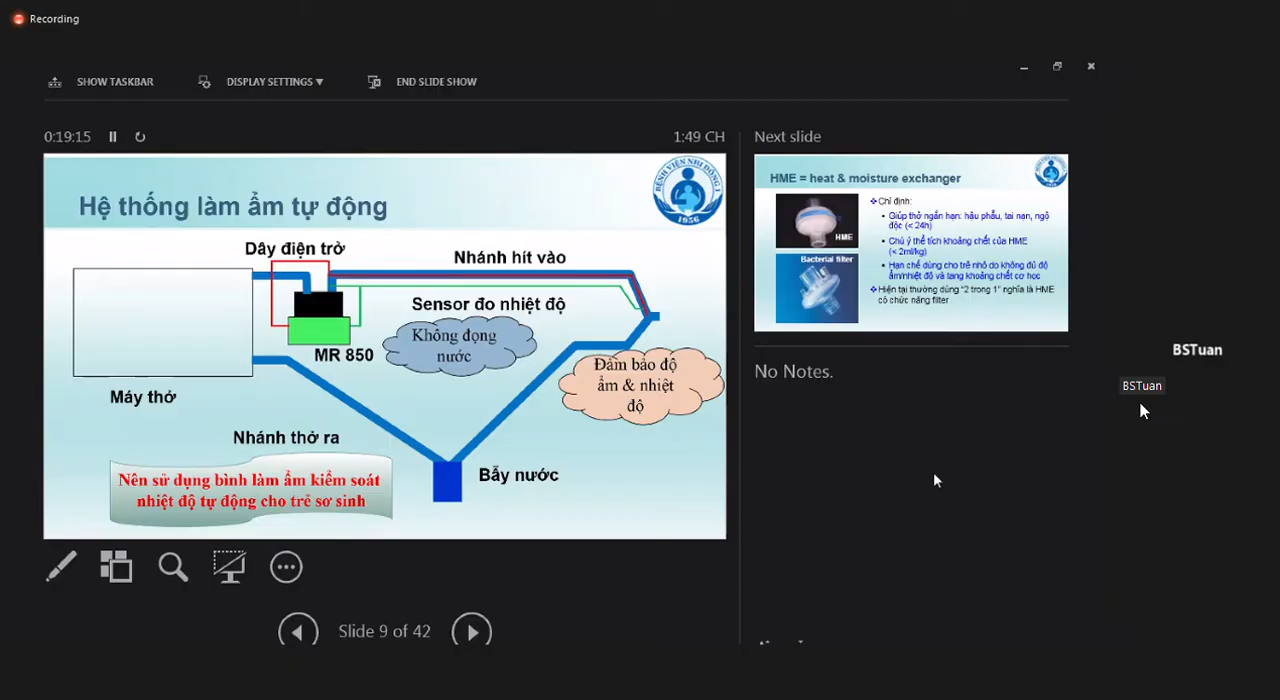 Recording
SHOW TASKBAR
DISPLAY SETTINGS ▼
END SLIDE SHOW
0:19:15
1:49 CH
Hệ thống làm ẩm tự động
BỆNH VIỆN NHI ĐỒNG 1
1956
Dây điện trở
Nhánh hít vào
Sensor đo nhiệt độ
Không đọng
nước
MR 850
Đảm bảo độ
ẩm & nhiệt
độ
Máy thở
Nhánh thở ra
Bẫy nước
Nên sử dụng bình làm ẩm kiểm soát
nhiệt độ tự động cho trẻ sơ sinh
Slide 9 of 42
Next slide
HME = heat & moisture exchanger
HME
Bacterial filter
❖Chỉ định:
• Giúp thở ngắn hạn: hậu phẫu, tai nạn, ngộ
độc (< 24h)
• Chú ý thể tích khoảng chết của HME
(< 2ml/kg)
• Hạn chế dùng cho trẻ nhỏ do không đủ độ
ẩm/nhiệt độ và tang khoảng chết cơ học
❖Hiện tại thường dùng "2 trong 1" nghĩa là HME
có chức năng filter
No Notes.
BSTuan
BSTuan